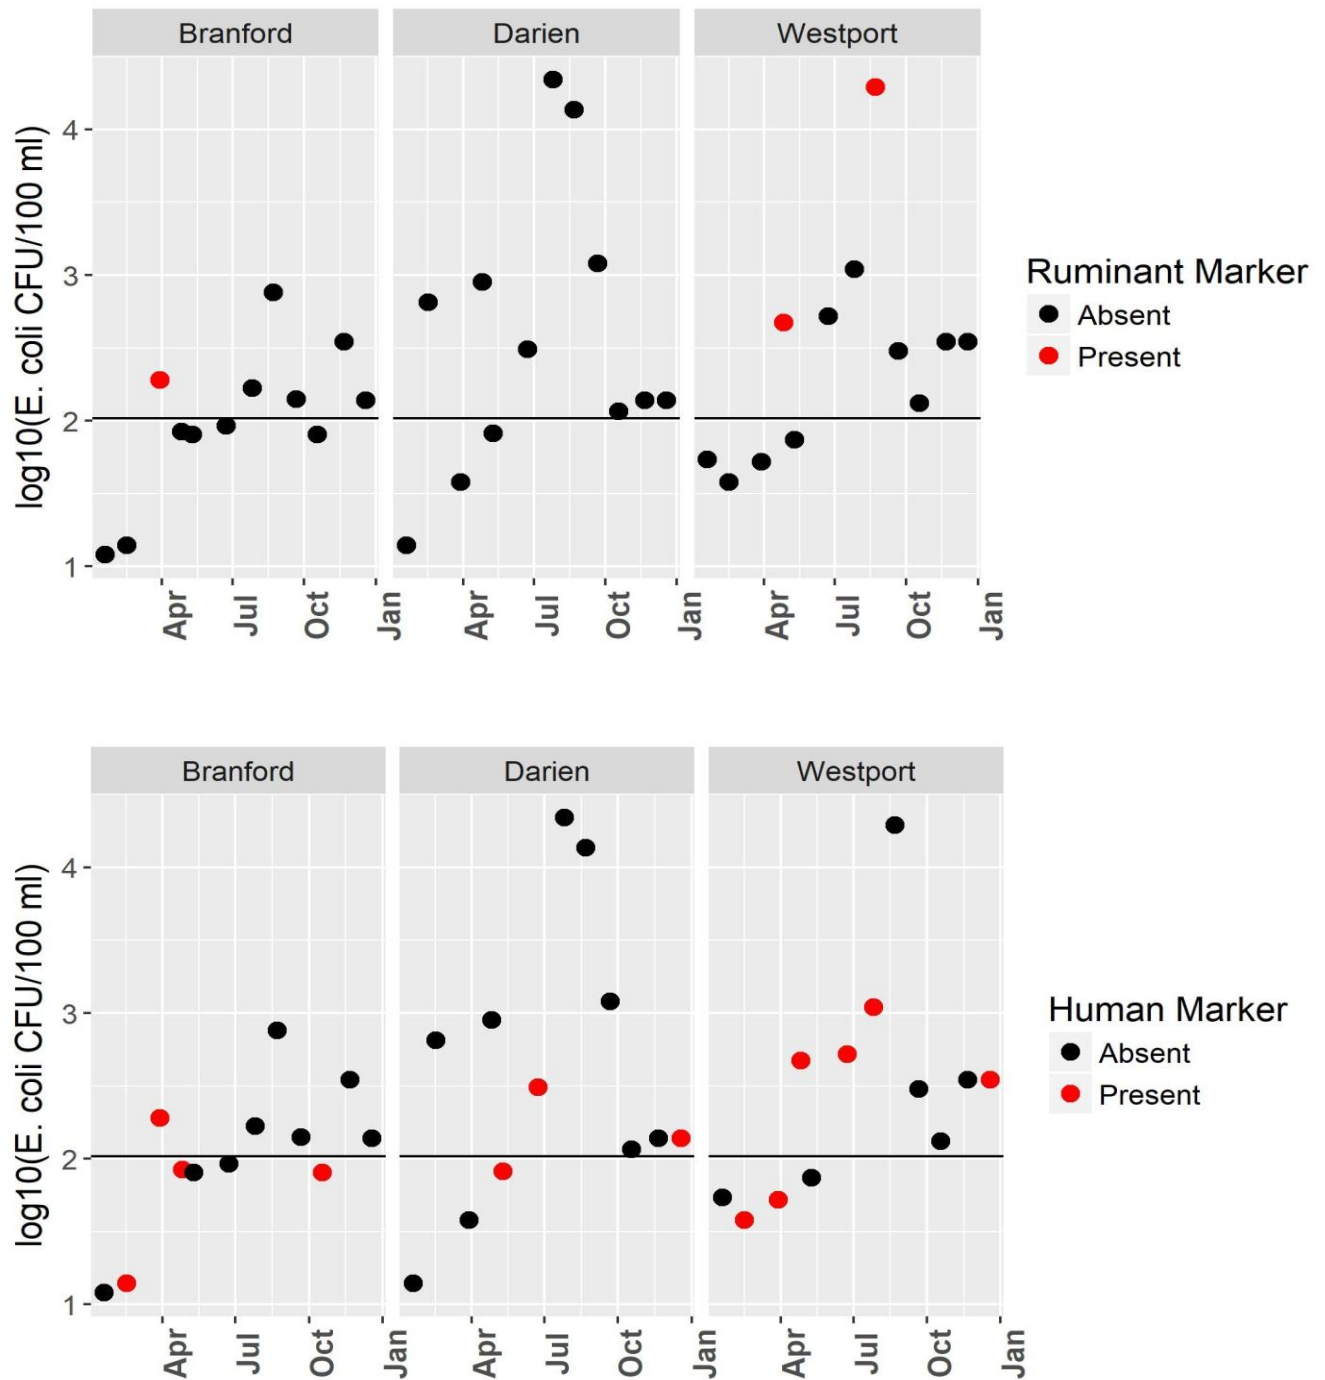 Branford Darien Westport
log10(E. coli CFU/100 ml)
4
3
2
1
Apr Jul Oct Jan Apr Jul Oct Jan Apr Jul Oct Jan
Ruminant Marker
Absent
Present
Branford Darien Westport
log10(E. coli CFU/100 ml)
4
3
2
1
Apr Jul Oct Jan Apr Jul Oct Jan Apr Jul Oct Jan
Human Marker
Absent
Present